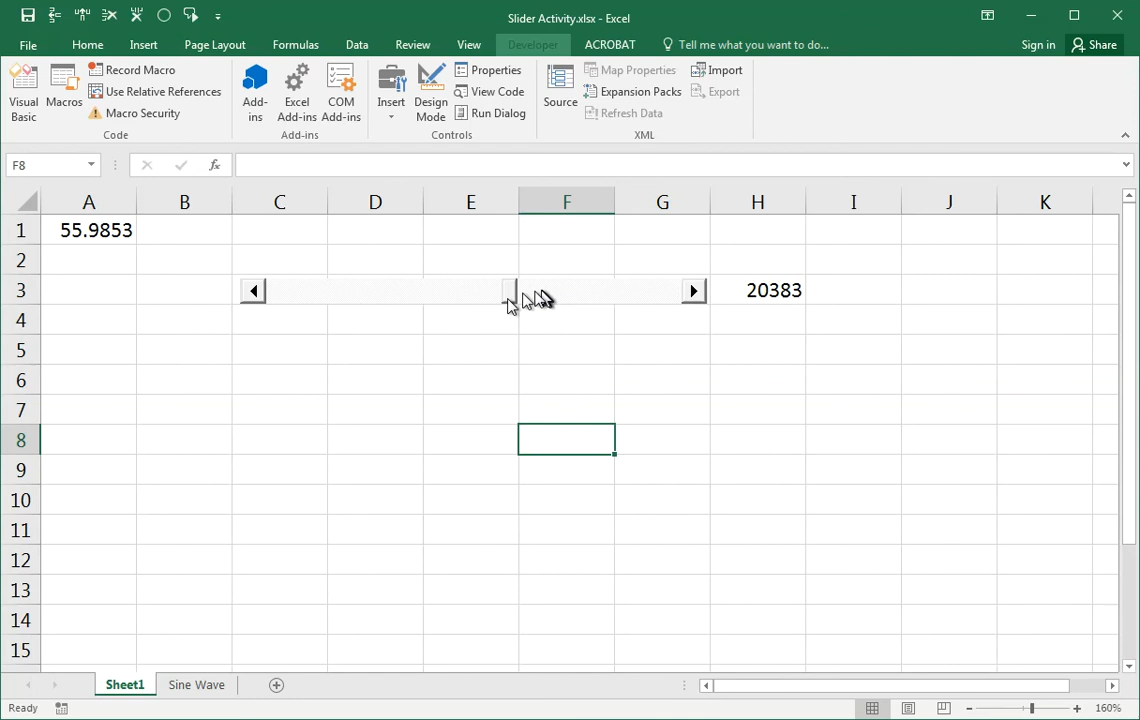 Slider Activity.xlsx - Excel
File Home Insert Page Layout Formulas Data Review View Developer ACROBAT Tell me what you want to do... Sign in Share
Visual Basic
Macros
Record Macro
Use Relative References
Macro Security
Code
Add-ins
Excel Add-ins
COM Add-ins
Add-ins
Insert
Design Mode
Properties
View Code
Run Dialog
Controls
Source
Map Properties
Expansion Packs
Refresh Data
Import
Export
XML
F8 fx
A B C D E F G H I J K
1 55.9853
2
3 20383
4
5
6
7
8
9
10
11
12
13
14
15
Sheet1 Sine Wave
Ready 160%